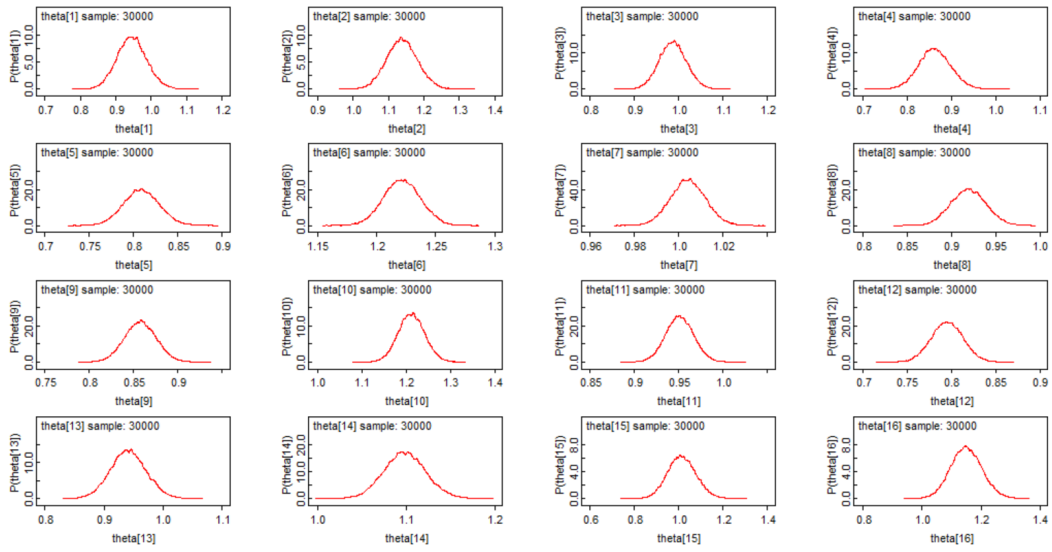 theta[1] sample: 30000
P(theta[1])
0.0 5.0 10.0
0.7 0.8 0.9 1.0 1.1 1.2
theta[1]
theta[2] sample: 30000
P(theta[2])
0.0 5.0 10.0
0.9 1.0 1.1 1.2 1.3 1.4
theta[2]
theta[3] sample: 30000
P(theta[3])
0.0 10.0
0.8 0.9 1.0 1.1 1.2
theta[3]
theta[4] sample: 30000
P(theta[4])
0.0 10.0
0.7 0.8 0.9 1.0 1.1
theta[4]
theta[5] sample: 30000
P(theta[5])
0.0 20.0
0.7 0.75 0.8 0.85 0.9
theta[5]
theta[6] sample: 30000
P(theta[6])
0.0 20.0
1.15 1.2 1.25 1.3
theta[6]
theta[7] sample: 30000
P(theta[7])
0.0 40.0
0.96 0.98 1.0 1.02
theta[7]
theta[8] sample: 30000
P(theta[8])
0.0 20.0
0.8 0.85 0.9 0.95 1.0
theta[8]
theta[9] sample: 30000
P(theta[9])
0.0 20.0
0.75 0.8 0.85 0.9
theta[9]
theta[10] sample: 30000
P(theta[10])
0.0 10.0
1.0 1.1 1.2 1.3 1.4
theta[10]
theta[11] sample: 30000
P(theta[11])
0.0 20.0
0.85 0.9 0.95 1.0
theta[11]
theta[12] sample: 30000
P(theta[12])
0.0 20.0
0.7 0.75 0.8 0.85 0.9
theta[12]
theta[13] sample: 30000
P(theta[13])
0.0 10.0
0.8 0.9 1.0 1.1
theta[13]
theta[14] sample: 30000
P(theta[14])
0.0 10.0 20.0
1.0 1.1 1.2
theta[14]
theta[15] sample: 30000
P(theta[15])
0.0 4.0 8.0
0.6 0.8 1.0 1.2 1.4
theta[15]
theta[16] sample: 30000
P(theta[16])
0.0 4.0 8.0
0.8 1.0 1.2 1.4
theta[16]